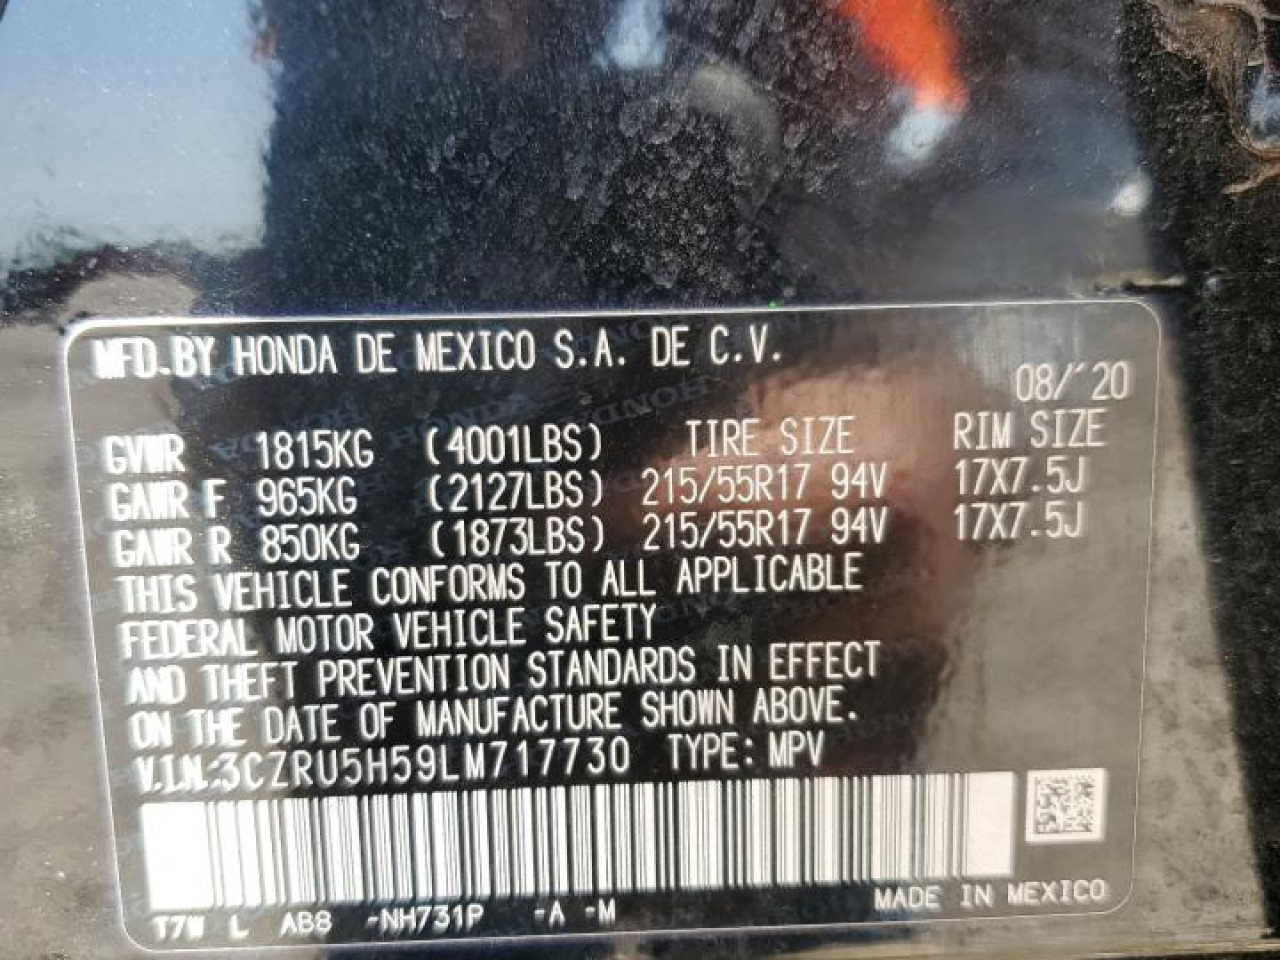 MFD.BY HONDA DE MEXICO S.A. DE C.V.
08/'20
GVWR 1815KG (4001LBS) TIRE SIZE RIM SIZE
GAWR F 965KG (2127LBS) 215/55R17 94V 17X7.5J
GAWR R 850KG (1873LBS) 215/55R17 94V 17X7.5J
THIS VEHICLE CONFORMS TO ALL APPLICABLE
FEDERAL MOTOR VEHICLE SAFETY
AND THEFT PREVENTION STANDARDS IN EFFECT
ON THE DATE OF MANUFACTURE SHOWN ABOVE.
V.I.N.:3CZRU5H59LM717730 TYPE: MPV
T7W L AB8 -NH731P -A -M MADE IN MEXICO